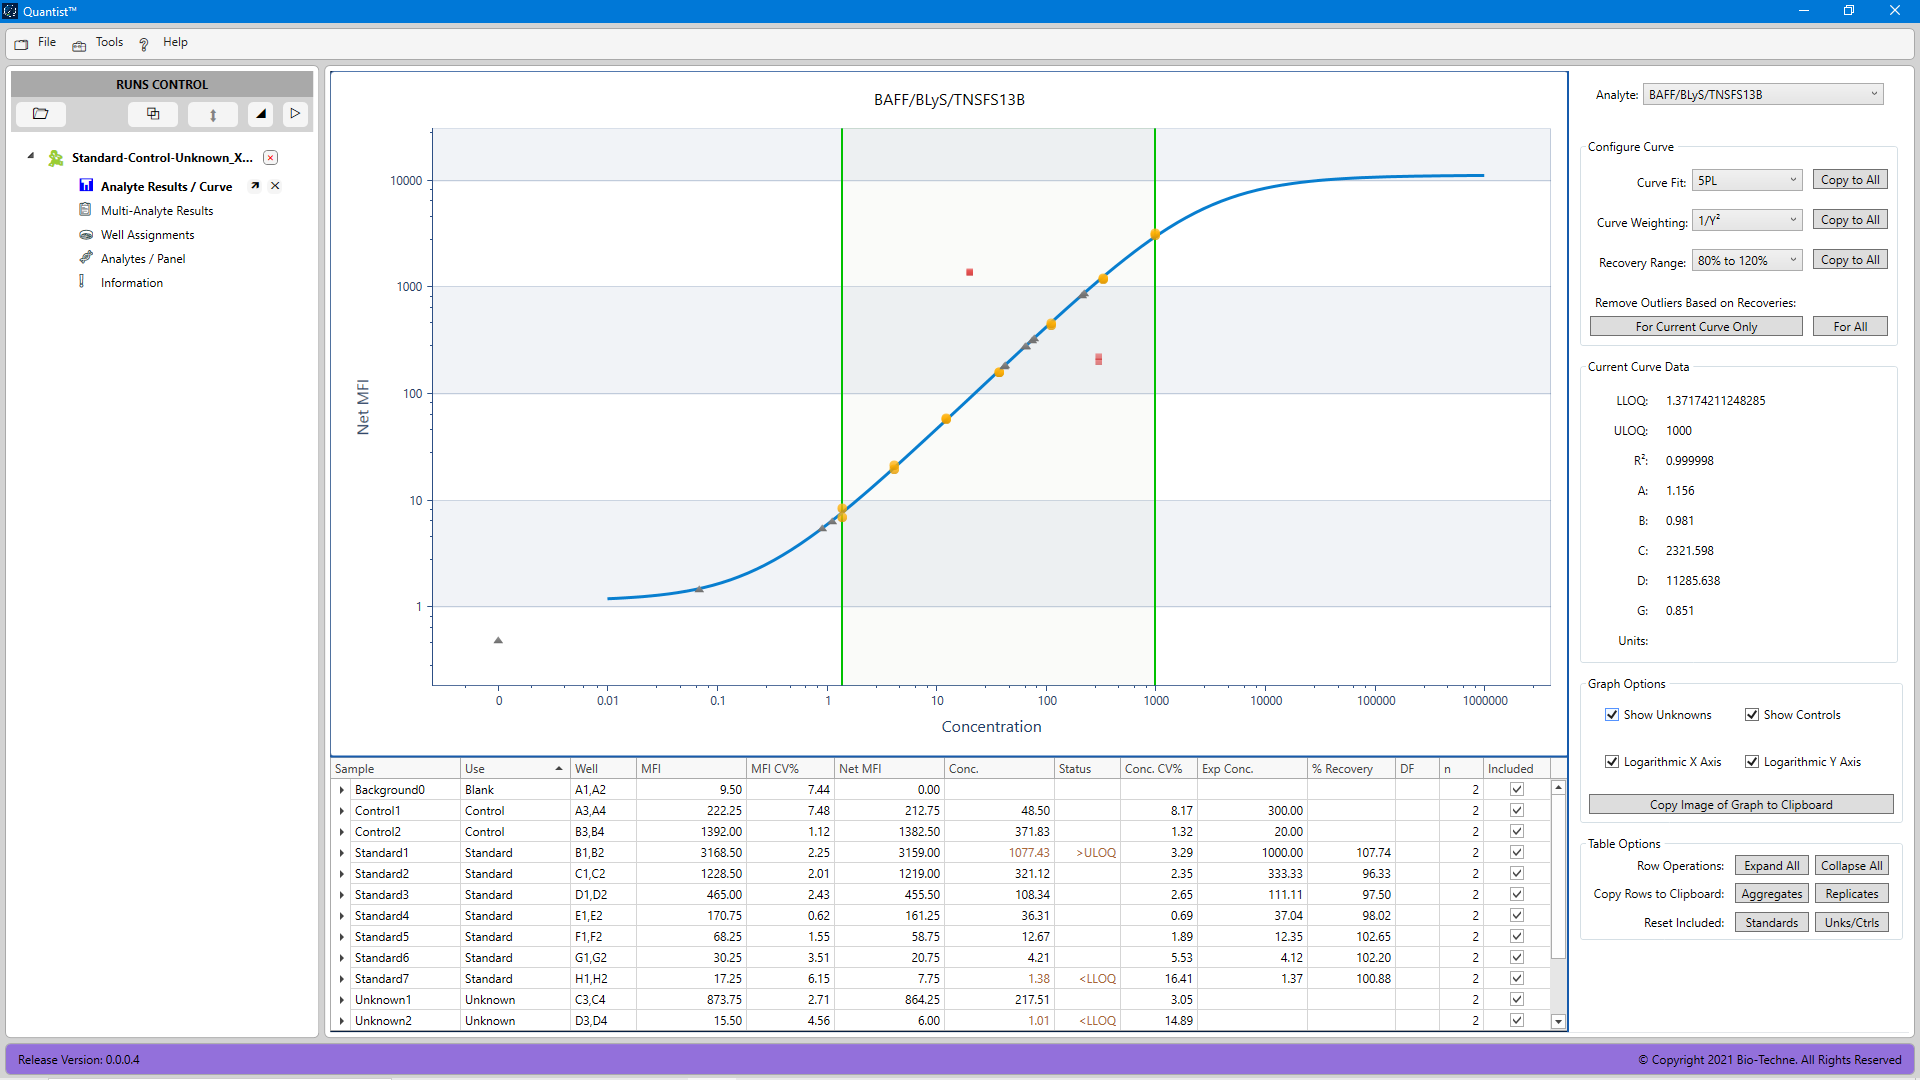 Quantist™
File Tools ? Help
RUNS CONTROL
Standard-Control-Unknown_X...
Analyte Results / Curve
Multi-Analyte Results
Well Assignments
Analytes / Panel
Information
BAFF/BLyS/TNSFS13B
Net MFI
10000
1000
100
10
1
0 0.01 0.1 1 10 100 1000 10000 100000 1000000
Concentration
Sample Use Well MFI MFI CV% Net MFI Conc. Status Conc. CV% Exp Conc. % Recovery DF n Included
Background0 Blank A1,A2 9.50 7.44 0.00 2
Control1 Control A3,A4 222.25 7.48 212.75 48.50 8.17 300.00 2
Control2 Control B3,B4 1392.00 1.12 1382.50 371.83 1.32 20.00 2
Standard1 Standard B1,B2 3168.50 2.25 3159.00 1077.43 >ULOQ 3.29 1000.00 107.74 2
Standard2 Standard C1,C2 1228.50 2.01 1219.00 321.12 2.35 333.33 96.33 2
Standard3 Standard D1,D2 465.00 2.43 455.50 108.34 2.65 111.11 97.50 2
Standard4 Standard E1,E2 170.75 0.62 161.25 36.31 0.69 37.04 98.02 2
Standard5 Standard F1,F2 68.25 1.55 58.75 12.67 1.89 12.35 102.65 2
Standard6 Standard G1,G2 30.25 3.51 20.75 4.21 5.53 4.12 102.20 2
Standard7 Standard H1,H2 17.25 6.15 7.75 1.38 <LLOQ 16.41 1.37 100.88 2
Unknown1 Unknown C3,C4 873.75 2.71 864.25 217.51 3.05 2
Unknown2 Unknown D3,D4 15.50 4.56 6.00 1.01 <LLOQ 14.89 2
Analyte: BAFF/BLyS/TNSFS13B
Configure Curve
Curve Fit: 5PL Copy to All
Curve Weighting: 1/Y² Copy to All
Recovery Range: 80% to 120% Copy to All
Remove Outliers Based on Recoveries:
For Current Curve Only For All
Current Curve Data
LLOQ: 1.37174211248285
ULOQ: 1000
R²: 0.999998
A: 1.156
B: 0.981
C: 2321.598
D: 11285.638
G: 0.851
Units:
Graph Options
Show Unknowns Show Controls
Logarithmic X Axis Logarithmic Y Axis
Copy Image of Graph to Clipboard
Table Options
Row Operations: Expand All Collapse All
Copy Rows to Clipboard: Aggregates Replicates
Reset Included: Standards Unks/Ctrls
Release Version: 0.0.0.4
© Copyright 2021 Bio-Techne. All Rights Reserved